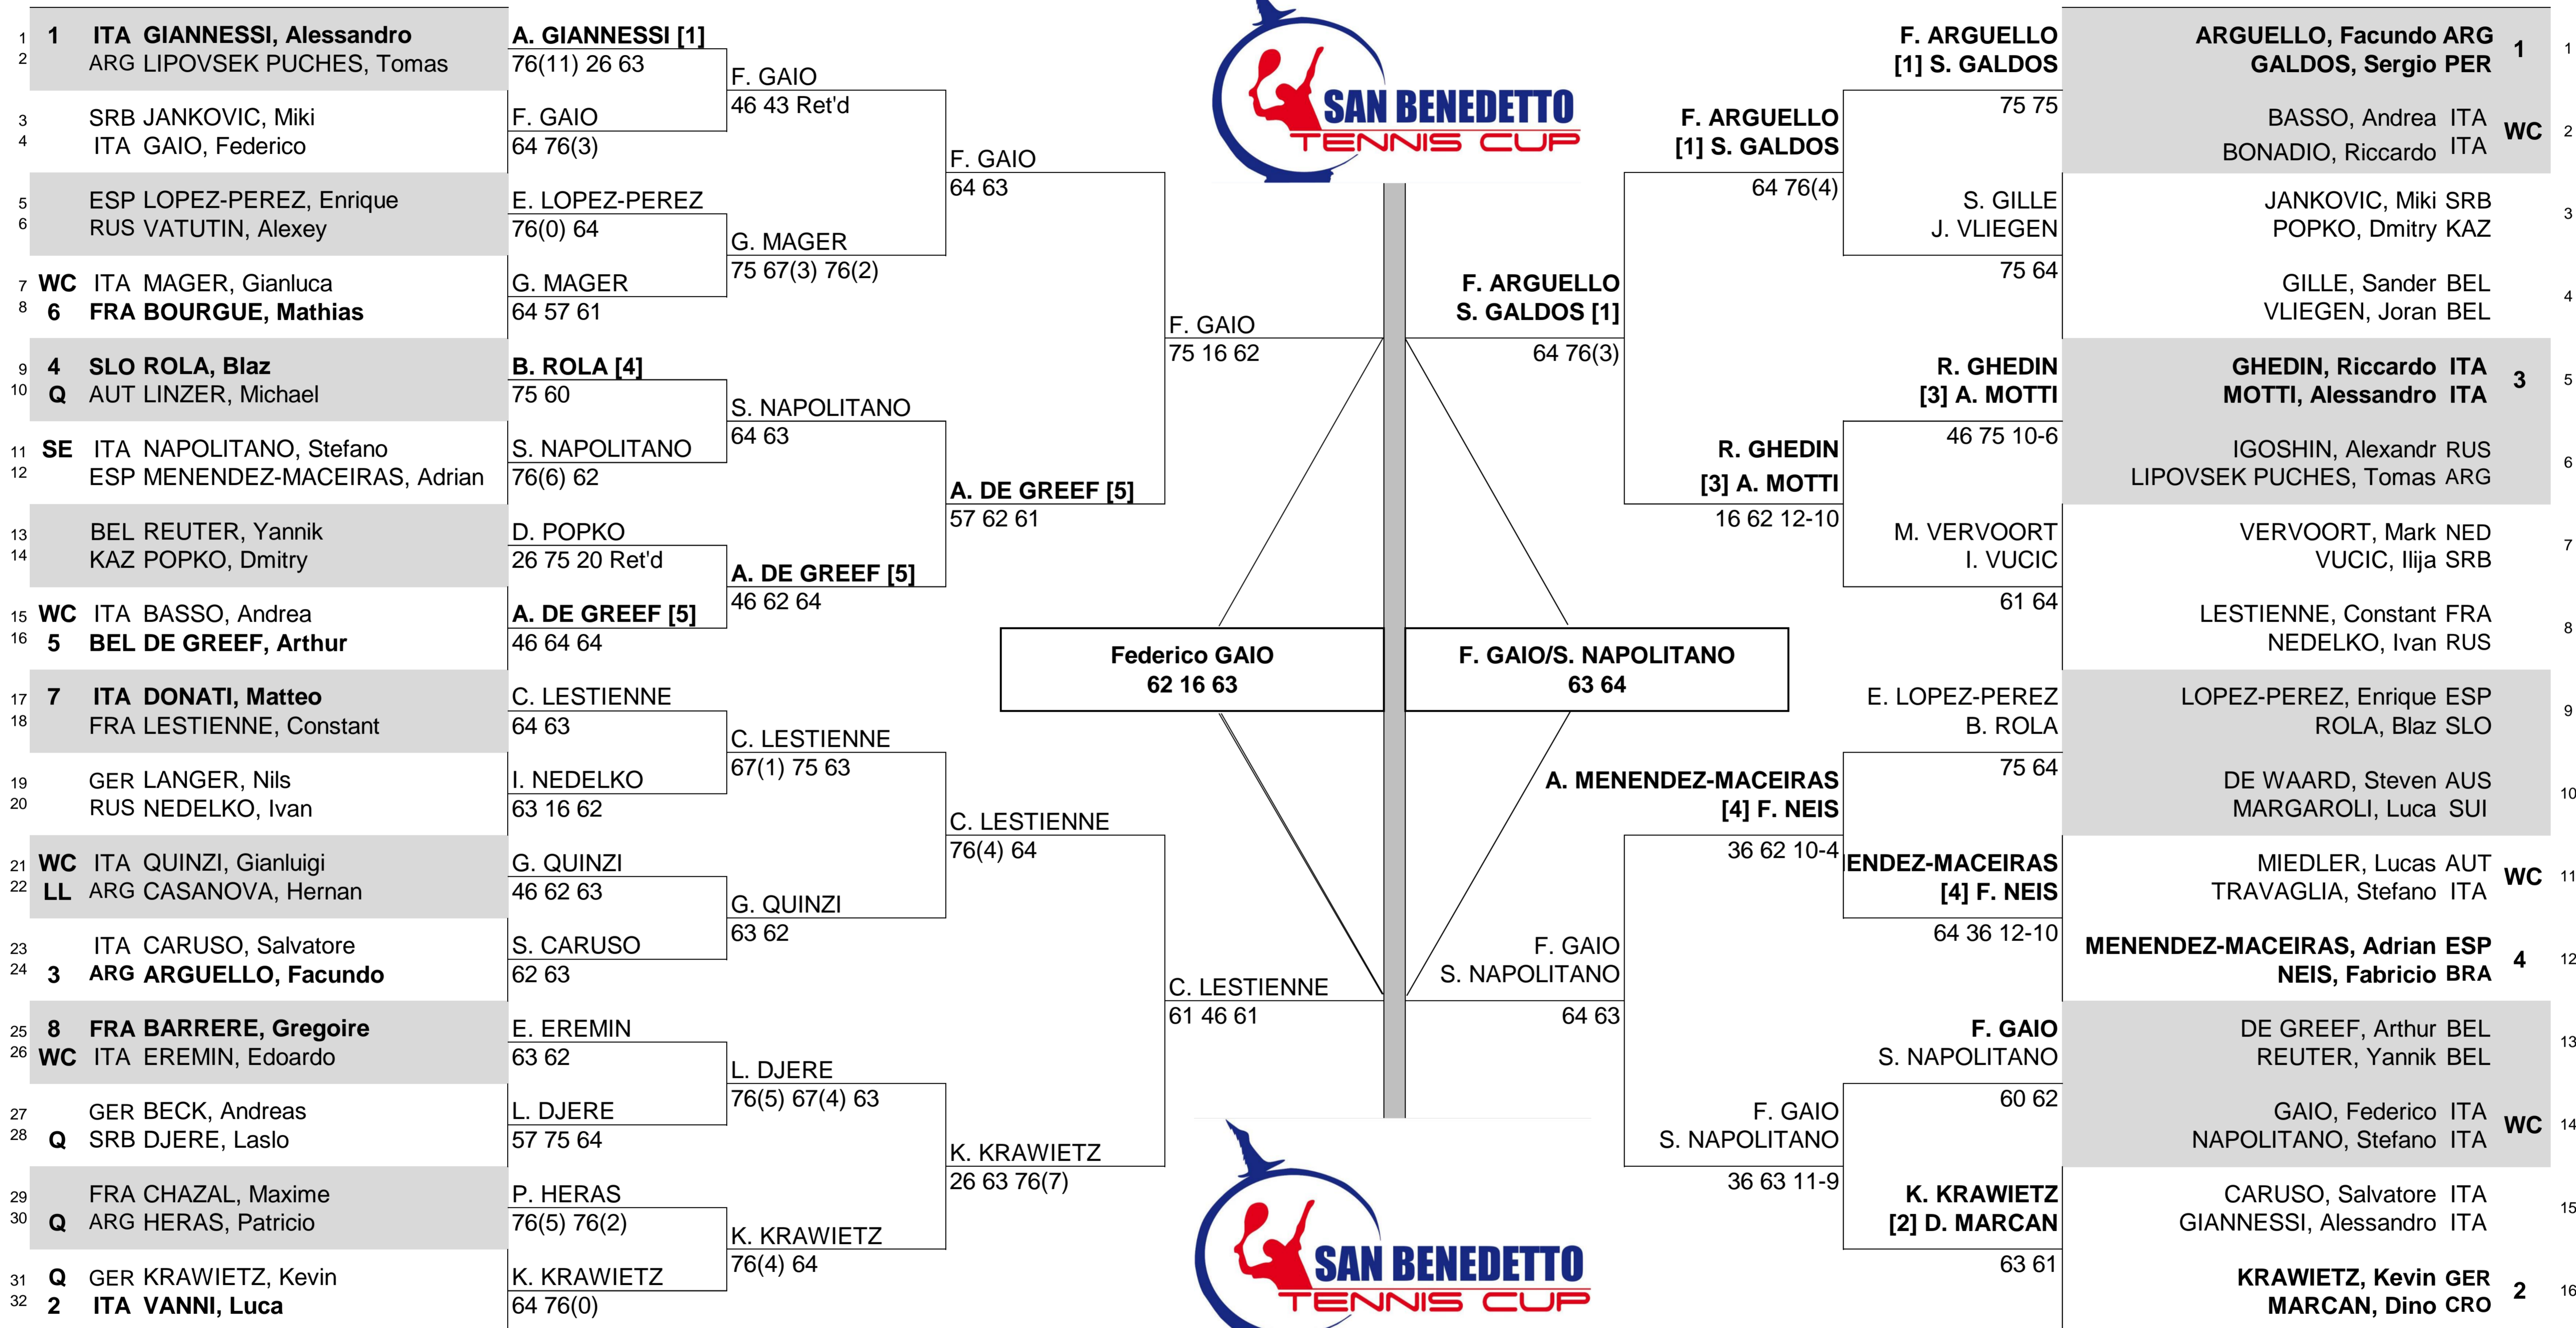 1 1 ITA GIANNESSI, Alessandro
2 ARG LIPOVSEK PUCHES, Tomas
3 SRB JANKOVIC, Miki
4 ITA GAIO, Federico
5 ESP LOPEZ-PEREZ, Enrique
6 RUS VATUTIN, Alexey
7 WC ITA MAGER, Gianluca
8 6 FRA BOURGUE, Mathias
9 4 SLO ROLA, Blaz
10 Q AUT LINZER, Michael
11 SE ITA NAPOLITANO, Stefano
12 ESP MENENDEZ-MACEIRAS, Adrian
13 BEL REUTER, Yannik
14 KAZ POPKO, Dmitry
15 WC ITA BASSO, Andrea
16 5 BEL DE GREEF, Arthur
17 7 ITA DONATI, Matteo
18 FRA LESTIENNE, Constant
19 GER LANGER, Nils
20 RUS NEDELKO, Ivan
21 WC ITA QUINZI, Gianluigi
22 LL ARG CASANOVA, Hernan
23 ITA CARUSO, Salvatore
24 3 ARG ARGUELLO, Facundo
25 8 FRA BARRERE, Gregoire
26 WC ITA EREMIN, Edoardo
27 GER BECK, Andreas
28 Q SRB DJERE, Laslo
29 FRA CHAZAL, Maxime
30 Q ARG HERAS, Patricio
31 Q GER KRAWIETZ, Kevin
32 2 ITA VANNI, Luca
A. GIANNESSI [1]
76(11) 26 63
F. GAIO
64 76(3)
E. LOPEZ-PEREZ
76(0) 64
G. MAGER
64 57 61
B. ROLA [4]
75 60
S. NAPOLITANO
76(6) 62
D. POPKO
26 75 20 Ret'd
A. DE GREEF [5]
46 64 64
C. LESTIENNE
64 63
I. NEDELKO
63 16 62
G. QUINZI
46 62 63
S. CARUSO
62 63
E. EREMIN
63 62
L. DJERE
57 75 64
P. HERAS
76(5) 76(2)
K. KRAWIETZ
64 76(0)
F. GAIO
46 43 Ret'd
G. MAGER
75 67(3) 76(2)
S. NAPOLITANO
64 63
A. DE GREEF [5]
46 62 64
C. LESTIENNE
67(1) 75 63
G. QUINZI
63 62
L. DJERE
76(5) 67(4) 63
K. KRAWIETZ
76(4) 64
F. GAIO
64 63
A. DE GREEF [5]
57 62 61
C. LESTIENNE
76(4) 64
K. KRAWIETZ
26 63 76(7)
F. GAIO
75 16 62
C. LESTIENNE
61 46 61
SAN BENEDETTO
TENNIS CUP
Federico GAIO
62 16 63
F. GAIO/S. NAPOLITANO
63 64
SAN BENEDETTO
TENNIS CUP
F. ARGUELLO
S. GALDOS [1]
64 76(3)
F. GAIO
S. NAPOLITANO
64 63
F. ARGUELLO
[1] S. GALDOS
64 76(4)
R. GHEDIN
[3] A. MOTTI
16 62 12-10
A. MENENDEZ-MACEIRAS
[4] F. NEIS
36 62 10-4
F. GAIO
S. NAPOLITANO
36 63 11-9
F. ARGUELLO
[1] S. GALDOS
75 75
S. GILLE
J. VLIEGEN
75 64
R. GHEDIN
[3] A. MOTTI
46 75 10-6
M. VERVOORT
I. VUCIC
61 64
E. LOPEZ-PEREZ
B. ROLA
75 64
ENDEZ-MACEIRAS
[4] F. NEIS
64 36 12-10
F. GAIO
S. NAPOLITANO
60 62
K. KRAWIETZ
[2] D. MARCAN
63 61
ARGUELLO, Facundo ARG
GALDOS, Sergio PER 1 1
BASSO, Andrea ITA
BONADIO, Riccardo ITA WC 2
JANKOVIC, Miki SRB
POPKO, Dmitry KAZ 3
GILLE, Sander BEL
VLIEGEN, Joran BEL 4
GHEDIN, Riccardo ITA
MOTTI, Alessandro ITA 3 5
IGOSHIN, Alexandr RUS
LIPOVSEK PUCHES, Tomas ARG 6
VERVOORT, Mark NED
VUCIC, Ilija SRB 7
LESTIENNE, Constant FRA
NEDELKO, Ivan RUS 8
LOPEZ-PEREZ, Enrique ESP
ROLA, Blaz SLO 9
DE WAARD, Steven AUS
MARGAROLI, Luca SUI 10
MIEDLER, Lucas AUT
TRAVAGLIA, Stefano ITA WC 11
MENENDEZ-MACEIRAS, Adrian ESP
NEIS, Fabricio BRA 4 12
DE GREEF, Arthur BEL
REUTER, Yannik BEL 13
GAIO, Federico ITA
NAPOLITANO, Stefano ITA WC 14
CARUSO, Salvatore ITA
GIANNESSI, Alessandro ITA 15
KRAWIETZ, Kevin GER
MARCAN, Dino CRO 2 16